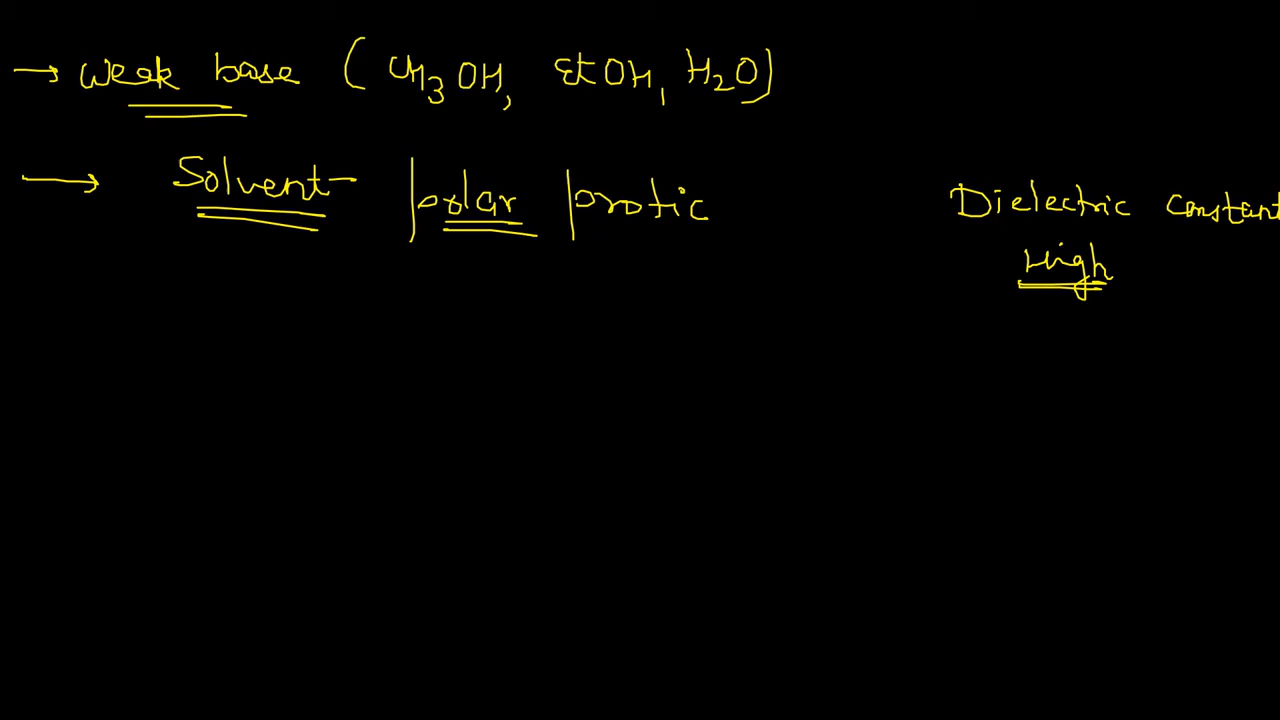 → Weak base (CH3OH, EtOH, H2O)
→ Solvent - polar protic
Dielectric constant
High